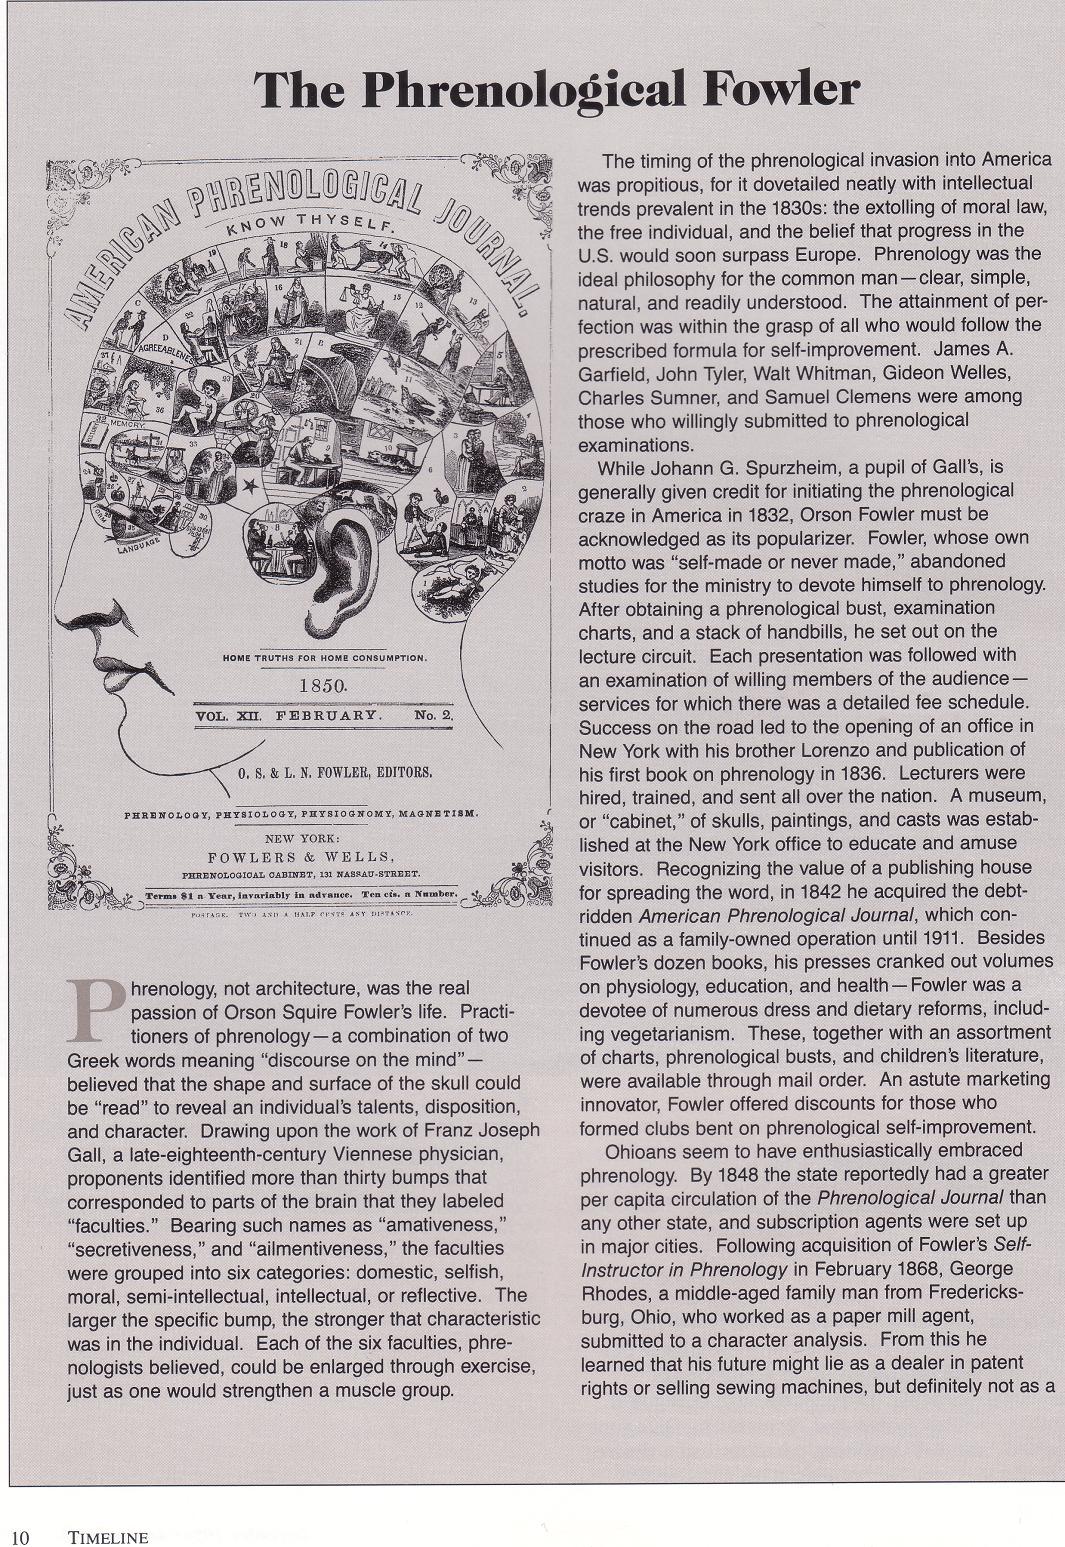 The Phrenological Fowler
AMERICAN PHRENOLOGICAL JOURNAL.
KNOW THYSELF.
AGREEABLENES
MEMORY.
LANGUAGE
HOME TRUTHS FOR HOME CONSUMPTION.
1850.
VOL. XII. FEBRUARY. No. 2.
O. S. & L. N. FOWLER, EDITORS.
PHRENOLOGY, PHYSIOLOGY, PHYSIOGNOMY, MAGNETISM.
NEW YORK:
FOWLERS & WELLS,
PHRENOLOGICAL CABINET, 131 NASSAU-STREET.
Terms $1 a Year, invariably in advance. Ten cts. a Number.
POSTAGE. TWO AND A HALF CENTS ANY DISTANCE.
Phrenology, not architecture, was the real
passion of Orson Squire Fowler's life. Practi-
tioners of phrenology—a combination of two
Greek words meaning “discourse on the mind”—
believed that the shape and surface of the skull could
be “read” to reveal an individual's talents, disposition,
and character. Drawing upon the work of Franz Joseph
Gall, a late-eighteenth-century Viennese physician,
proponents identified more than thirty bumps that
corresponded to parts of the brain that they labeled
“faculties.” Bearing such names as “amativeness,”
“secretiveness,” and “ailmentiveness,” the faculties
were grouped into six categories: domestic, selfish,
moral, semi-intellectual, intellectual, or reflective. The
larger the specific bump, the stronger that characteristic
was in the individual. Each of the six faculties, phre-
nologists believed, could be enlarged through exercise,
just as one would strengthen a muscle group.
The timing of the phrenological invasion into America
was propitious, for it dovetailed neatly with intellectual
trends prevalent in the 1830s: the extolling of moral law,
the free individual, and the belief that progress in the
U.S. would soon surpass Europe. Phrenology was the
ideal philosophy for the common man—clear, simple,
natural, and readily understood. The attainment of per-
fection was within the grasp of all who would follow the
prescribed formula for self-improvement. James A.
Garfield, John Tyler, Walt Whitman, Gideon Welles,
Charles Sumner, and Samuel Clemens were among
those who willingly submitted to phrenological
examinations.
While Johann G. Spurzheim, a pupil of Gall's, is
generally given credit for initiating the phrenological
craze in America in 1832, Orson Fowler must be
acknowledged as its popularizer. Fowler, whose own
motto was “self-made or never made,” abandoned
studies for the ministry to devote himself to phrenology.
After obtaining a phrenological bust, examination
charts, and a stack of handbills, he set out on the
lecture circuit. Each presentation was followed with
an examination of willing members of the audience—
services for which there was a detailed fee schedule.
Success on the road led to the opening of an office in
New York with his brother Lorenzo and publication of
his first book on phrenology in 1836. Lecturers were
hired, trained, and sent all over the nation. A museum,
or “cabinet,” of skulls, paintings, and casts was estab-
lished at the New York office to educate and amuse
visitors. Recognizing the value of a publishing house
for spreading the word, in 1842 he acquired the debt-
ridden American Phrenological Journal, which con-
tinued as a family-owned operation until 1911. Besides
Fowler's dozen books, his presses cranked out volumes
on physiology, education, and health—Fowler was a
devotee of numerous dress and dietary reforms, includ-
ing vegetarianism. These, together with an assortment
of charts, phrenological busts, and children's literature,
were available through mail order. An astute marketing
innovator, Fowler offered discounts for those who
formed clubs bent on phrenological self-improvement.
Ohioans seem to have enthusiastically embraced
phrenology. By 1848 the state reportedly had a greater
per capita circulation of the Phrenological Journal than
any other state, and subscription agents were set up
in major cities. Following acquisition of Fowler's Self-
Instructor in Phrenology in February 1868, George
Rhodes, a middle-aged family man from Fredericks-
burg, Ohio, who worked as a paper mill agent,
submitted to a character analysis. From this he
learned that his future might lie as a dealer in patent
rights or selling sewing machines, but definitely not as a
10 TIMELINE